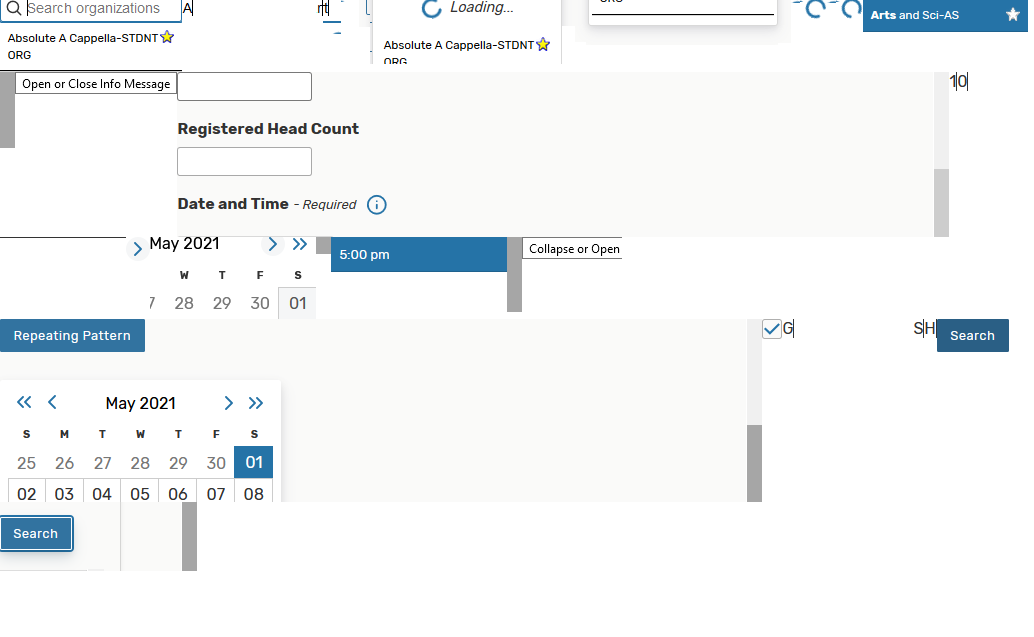 Search organizations
A
rt
Loading...
ORG
Arts and Sci-AS
Absolute A Cappella-STDNT
ORG
Absolute A Cappella-STDNT
ORG
Open or Close Info Message
10
Registered Head Count
Date and Time - Required
May 2021
5:00 pm
Collapse or Open
W T F S
28 29 30 01
Repeating Pattern
G
SH
Search
May 2021
S M T W T F S
25 26 27 28 29 30 01
02 03 04 05 06 07 08
Search